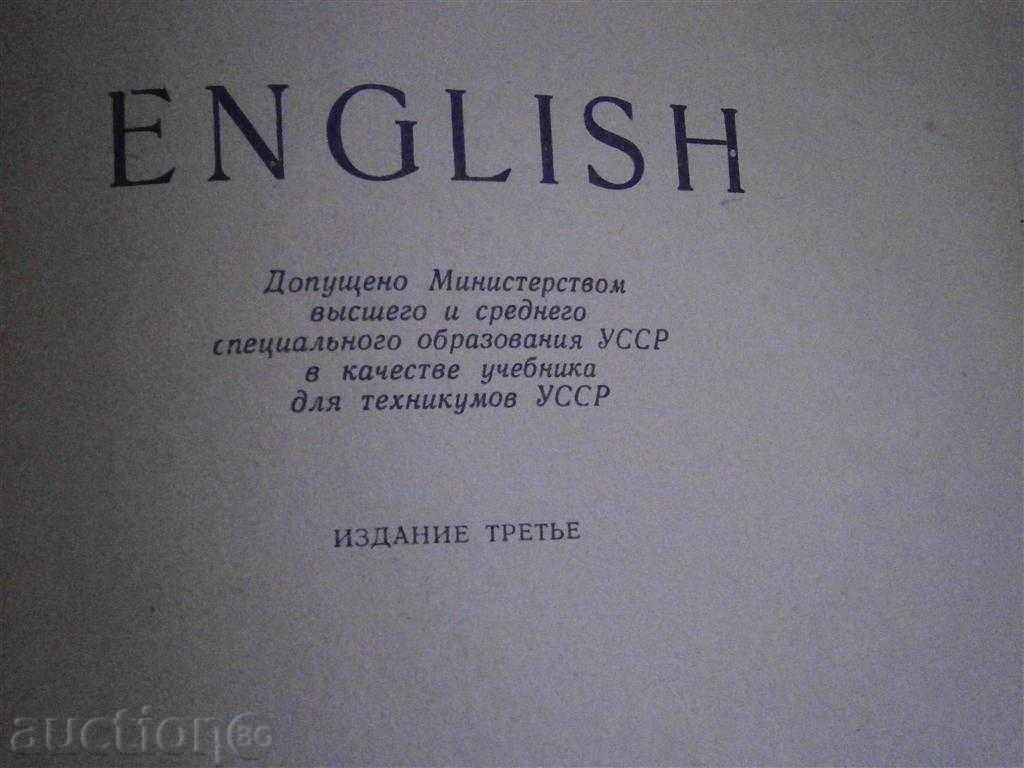 ENGLISH
Допущено Министерством
высшего и среднего
специального образования УССР
в качестве учебника
для техникумов УССР
ИЗДАНИЕ ТРЕТЬЕ
auction BG